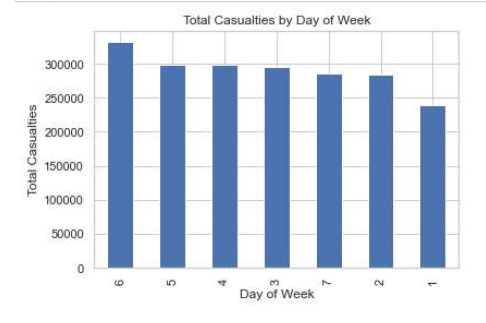 Total Casualties by Day of Week
300000
250000
200000
150000
100000
50000
0
Total Casualties
6 5 4 3 7 2 1
Day of Week